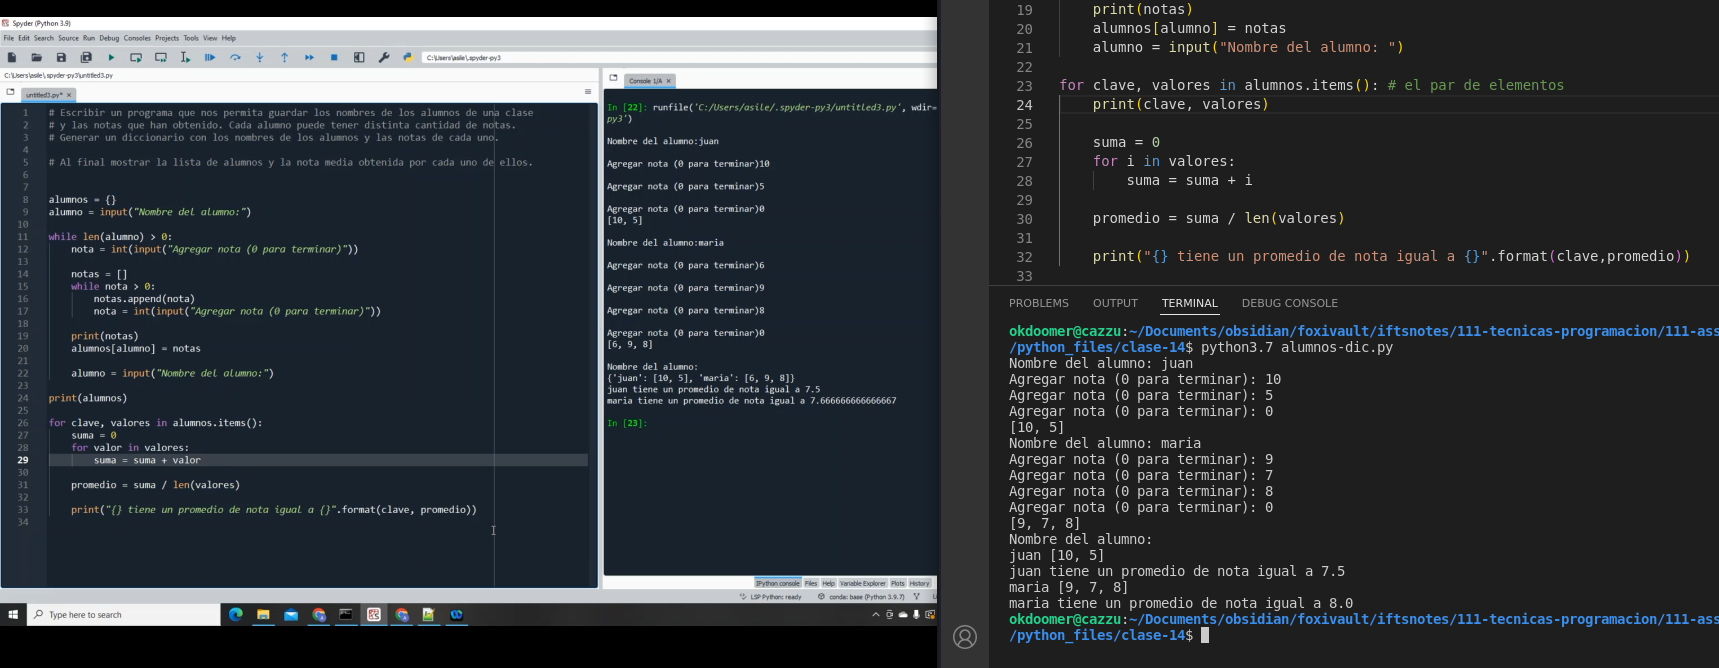 Spyder (Python 3.9)
File Edit Search Source Run Debug Consoles Projects Tools View Help
C:\Users\asile\.spyder-py3
C:\Users\asile\.spyder-py3\untitled3.py
untitled3.py*
1 # Escribir un programa que nos permita guardar los nombres de los alumnos de una clase
2 # y las notas que han obtenido. Cada alumno puede tener distinta cantidad de notas.
3 # Generar un diccionario con los nombres de los alumnos y las notas de cada uno.
4
5 # Al final mostrar la lista de alumnos y la nota media obtenida por cada uno de ellos.
6
7
8 alumnos = {}
9 alumno = input("Nombre del alumno:")
10
11 while len(alumno) > 0:
12     nota = int(input("Agregar nota (0 para terminar)"))
13
14     notas = []
15     while nota > 0:
16         notas.append(nota)
17         nota = int(input("Agregar nota (0 para terminar)"))
18
19     print(notas)
20     alumnos[alumno] = notas
21
22     alumno = input("Nombre del alumno:")
23
24 print(alumnos)
25
26 for clave, valores in alumnos.items():
27     suma = 0
28     for valor in valores:
29         suma = suma + valor
30
31     promedio = suma / len(valores)
32
33     print("{} tiene un promedio de nota igual a {}".format(clave, promedio))
34
Console 1/A
In [22]: runfile('C:/Users/asile/.spyder-py3/untitled3.py', wdir=
py3')
Nombre del alumno:juan
Agregar nota (0 para terminar)10
Agregar nota (0 para terminar)5
Agregar nota (0 para terminar)0
[10, 5]
Nombre del alumno:maria
Agregar nota (0 para terminar)6
Agregar nota (0 para terminar)9
Agregar nota (0 para terminar)8
Agregar nota (0 para terminar)0
[6, 9, 8]
Nombre del alumno:
{'juan': [10, 5], 'maria': [6, 9, 8]}
juan tiene un promedio de nota igual a 7.5
maria tiene un promedio de nota igual a 7.666666666666667
In [23]:
IPython console Files Help Variable Explorer Plots History
LSP Python: ready conda: base (Python 3.9.7)
Type here to search
19     print(notas)
20     alumnos[alumno] = notas
21     alumno = input("Nombre del alumno: ")
22
23 for clave, valores in alumnos.items(): # el par de elementos
24     print(clave, valores)
25
26     suma = 0
27     for i in valores:
28         suma = suma + i
29
30     promedio = suma / len(valores)
31
32     print("{} tiene un promedio de nota igual a {}".format(clave,promedio))
33
PROBLEMS OUTPUT TERMINAL DEBUG CONSOLE
okdoomer@cazzu:~/Documents/obsidian/foxivault/iftsnotes/111-tecnicas-programacion/111-ass
/python_files/clase-14$ python3.7 alumnos-dic.py
Nombre del alumno: juan
Agregar nota (0 para terminar): 10
Agregar nota (0 para terminar): 5
Agregar nota (0 para terminar): 0
[10, 5]
Nombre del alumno: maria
Agregar nota (0 para terminar): 9
Agregar nota (0 para terminar): 7
Agregar nota (0 para terminar): 8
Agregar nota (0 para terminar): 0
[9, 7, 8]
Nombre del alumno:
juan [10, 5]
juan tiene un promedio de nota igual a 7.5
maria [9, 7, 8]
maria tiene un promedio de nota igual a 8.0
okdoomer@cazzu:~/Documents/obsidian/foxivault/iftsnotes/111-tecnicas-programacion/111-ass
/python_files/clase-14$